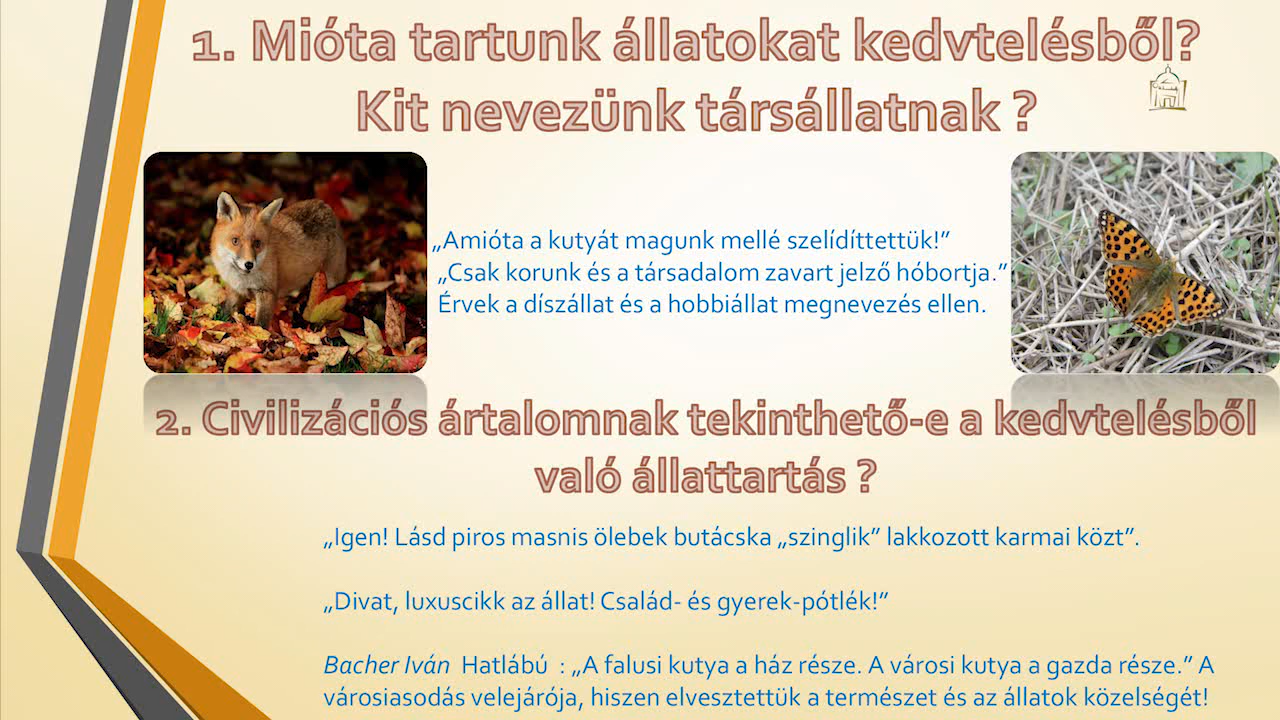 1. Mióta tartunk állatokat kedvtelésből?
Kit nevezünk társállatnak ?
„Amióta a kutyát magunk mellé szelídíttettük!”
„Csak korunk és a társadalom zavart jelző hóbortja.”
Érvek a díszállat és a hobbiállat megnevezés ellen.
2. Civilizációs ártalomnak tekinthető-e a kedvtelésből
való állattartás ?
„Igen! Lásd piros masnis ölebek butácska „szinglik” lakkozott karmai közt”.
„Divat, luxuscikk az állat! Család- és gyerek-pótlék!”
Bacher Iván Hatlábú : „A falusi kutya a ház része. A városi kutya a gazda része.” A
városiasodás velejárója, hiszen elvesztettük a természet és az állatok közelségét!